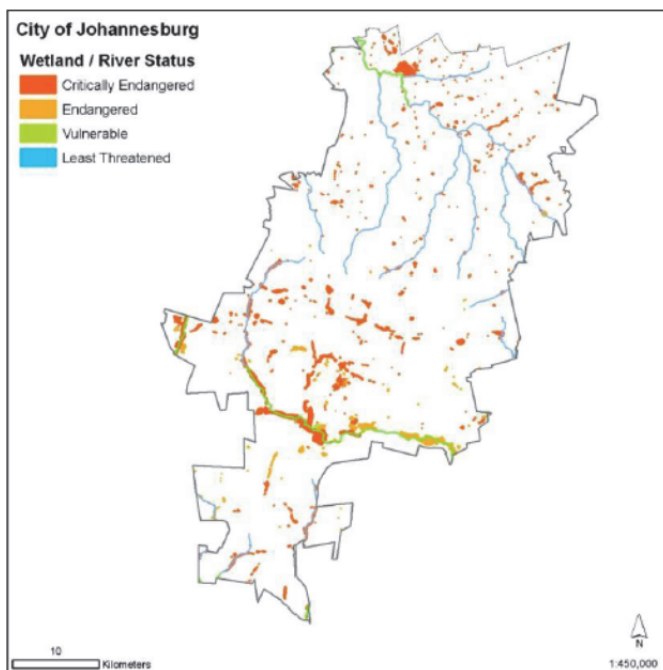 City of Johannesburg
Wetland / River Status
Critically Endangered
Endangered
Vulnerable
Least Threatened
N
10
Kilometers
1:450,000